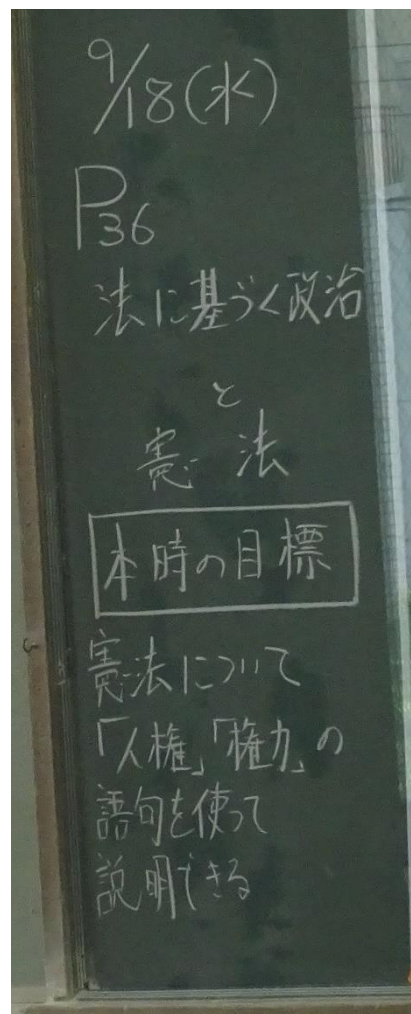 9/18(水)
P36
法に基づく政治
と
憲法
本時の目標
憲法について
「人権」「権力」の
語句を使って
説明できる